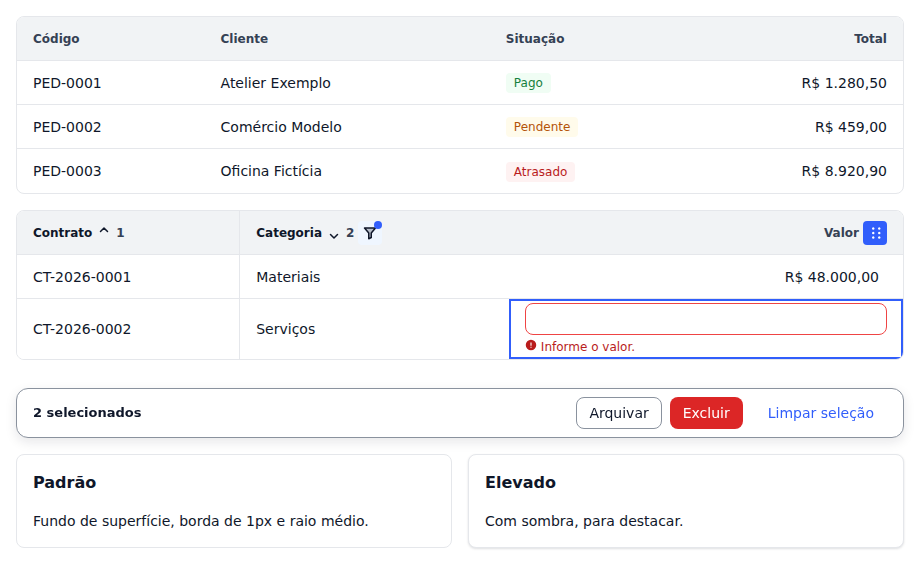 Código Cliente Situação Total
PED-0001 Atelier Exemplo Pago R$ 1.280,50
PED-0002 Comércio Modelo Pendente R$ 459,00
PED-0003 Oficina Fictícia Atrasado R$ 8.920,90
Contrato 1 Categoria 2 Valor
CT-2026-0001 Materiais R$ 48.000,00
CT-2026-0002 Serviços
Informe o valor.
2 selecionados Arquivar Excluir Limpar seleção
Padrão
Fundo de superfície, borda de 1px e raio médio.
Elevado
Com sombra, para destacar.